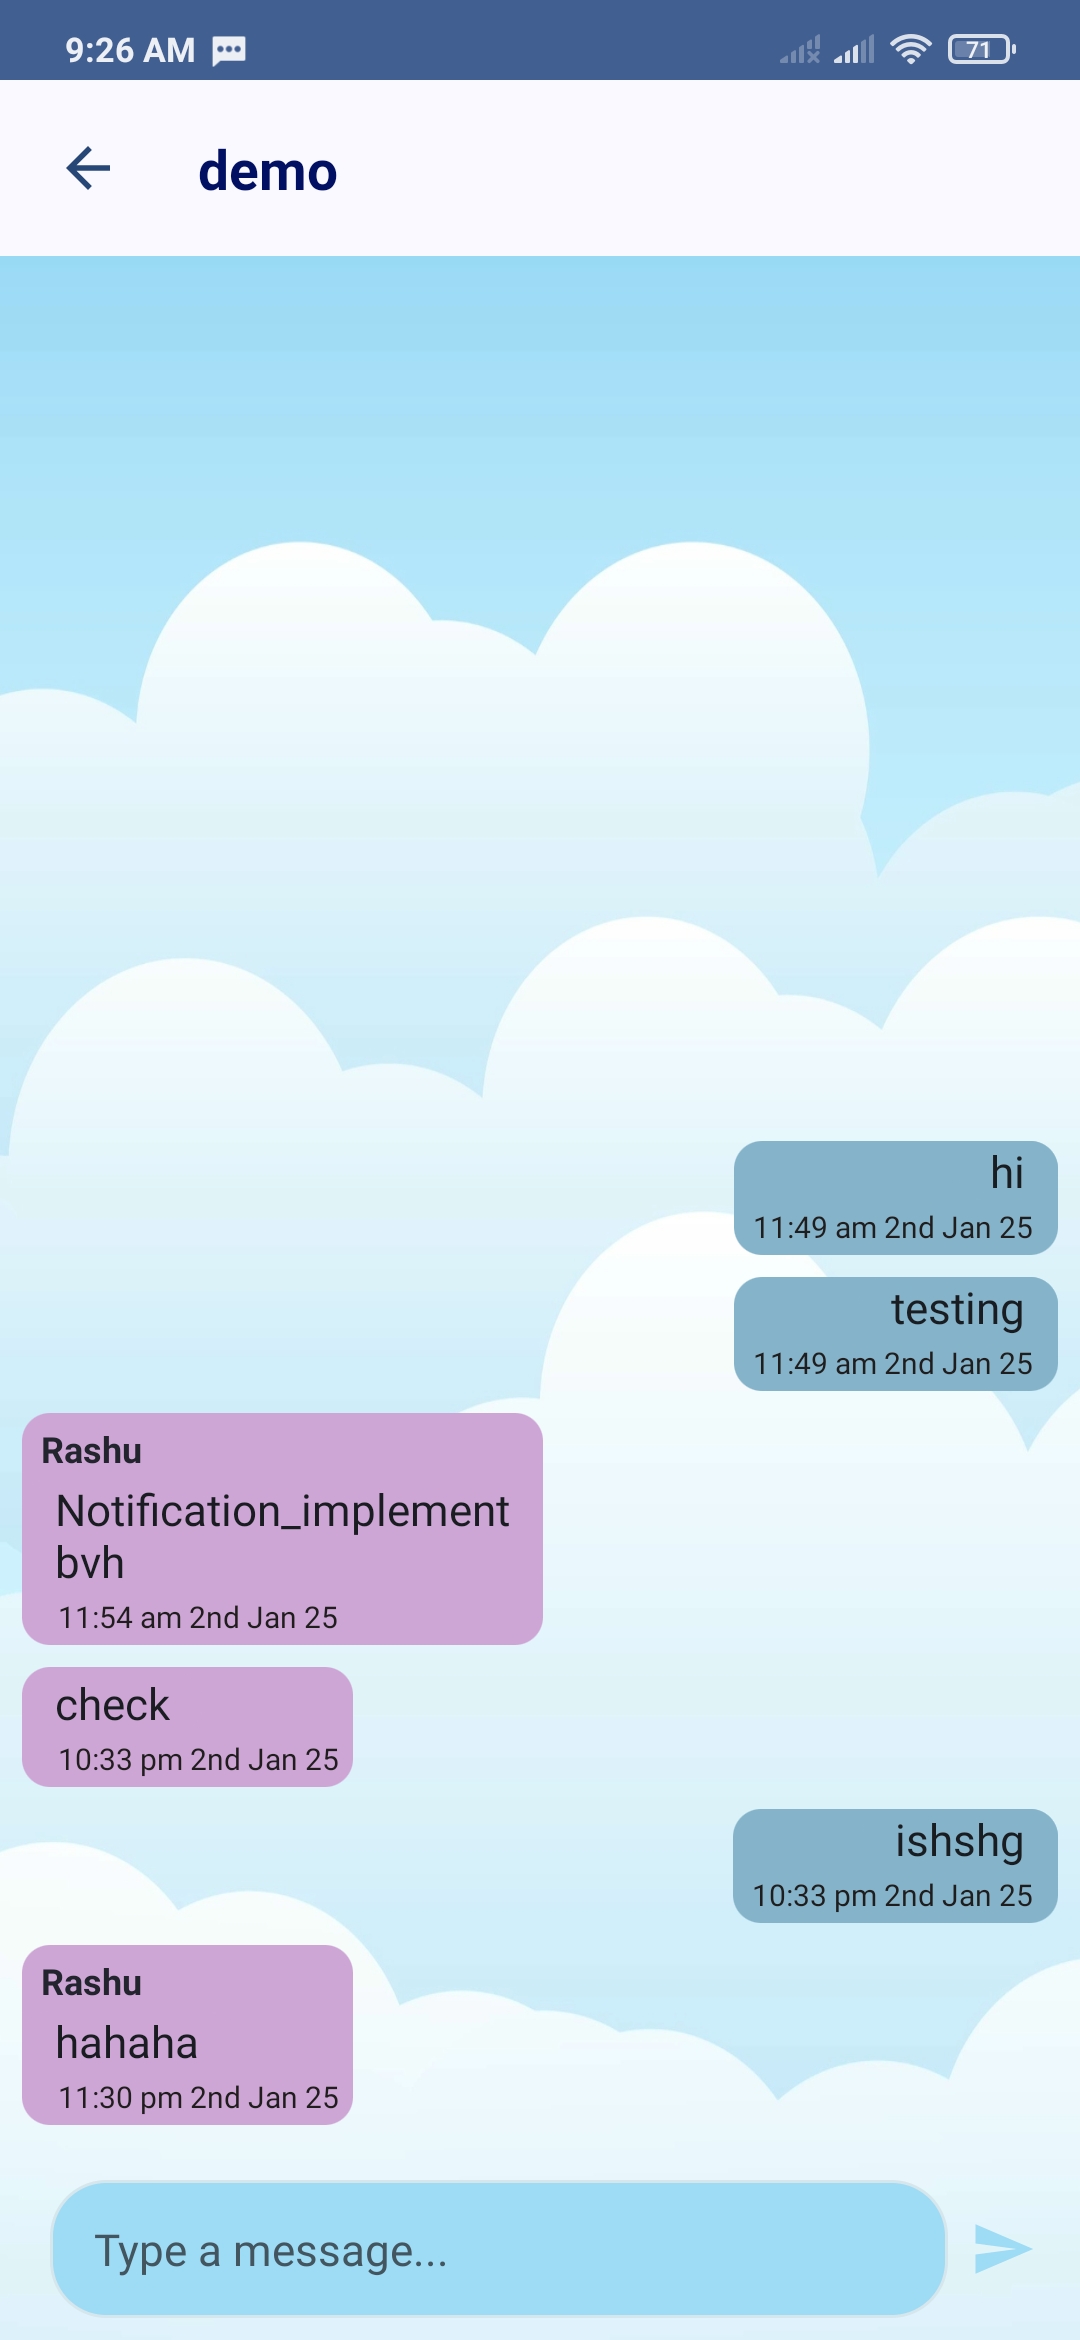 9:26 AM
71
demo
hi
11:49 am 2nd Jan 25
testing
11:49 am 2nd Jan 25
Rashu
Notification_implement
bvh
11:54 am 2nd Jan 25
check
10:33 pm 2nd Jan 25
ishshg
10:33 pm 2nd Jan 25
Rashu
hahaha
11:30 pm 2nd Jan 25
Type a message...